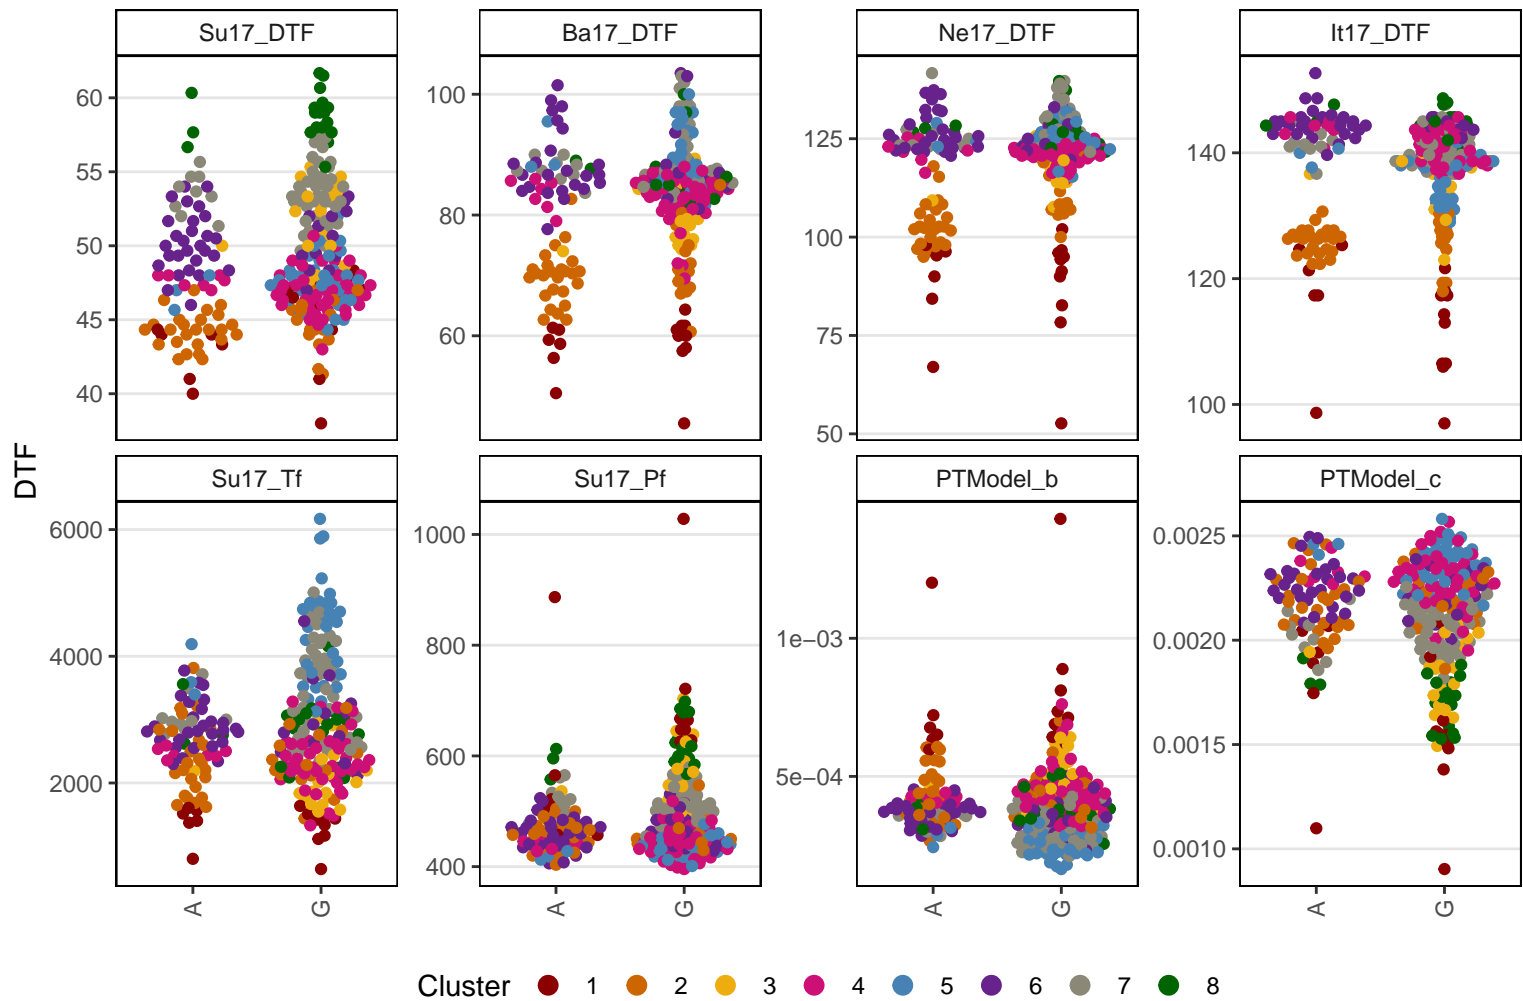 Su17_DTF
Ba17_DTF
Ne17_DTF
It17_DTF
60
55
50
45
40
100
80
60
125
100
75
50
140
120
100
DTF
Su17_Tf
Su17_Pf
PTModel_b
PTModel_c
6000
4000
2000
1000
800
600
400
1e−03
5e−04
0.0025
0.0020
0.0015
0.0010
A
G
A
G
A
G
A
G
Cluster 1 2 3 4 5 6 7 8